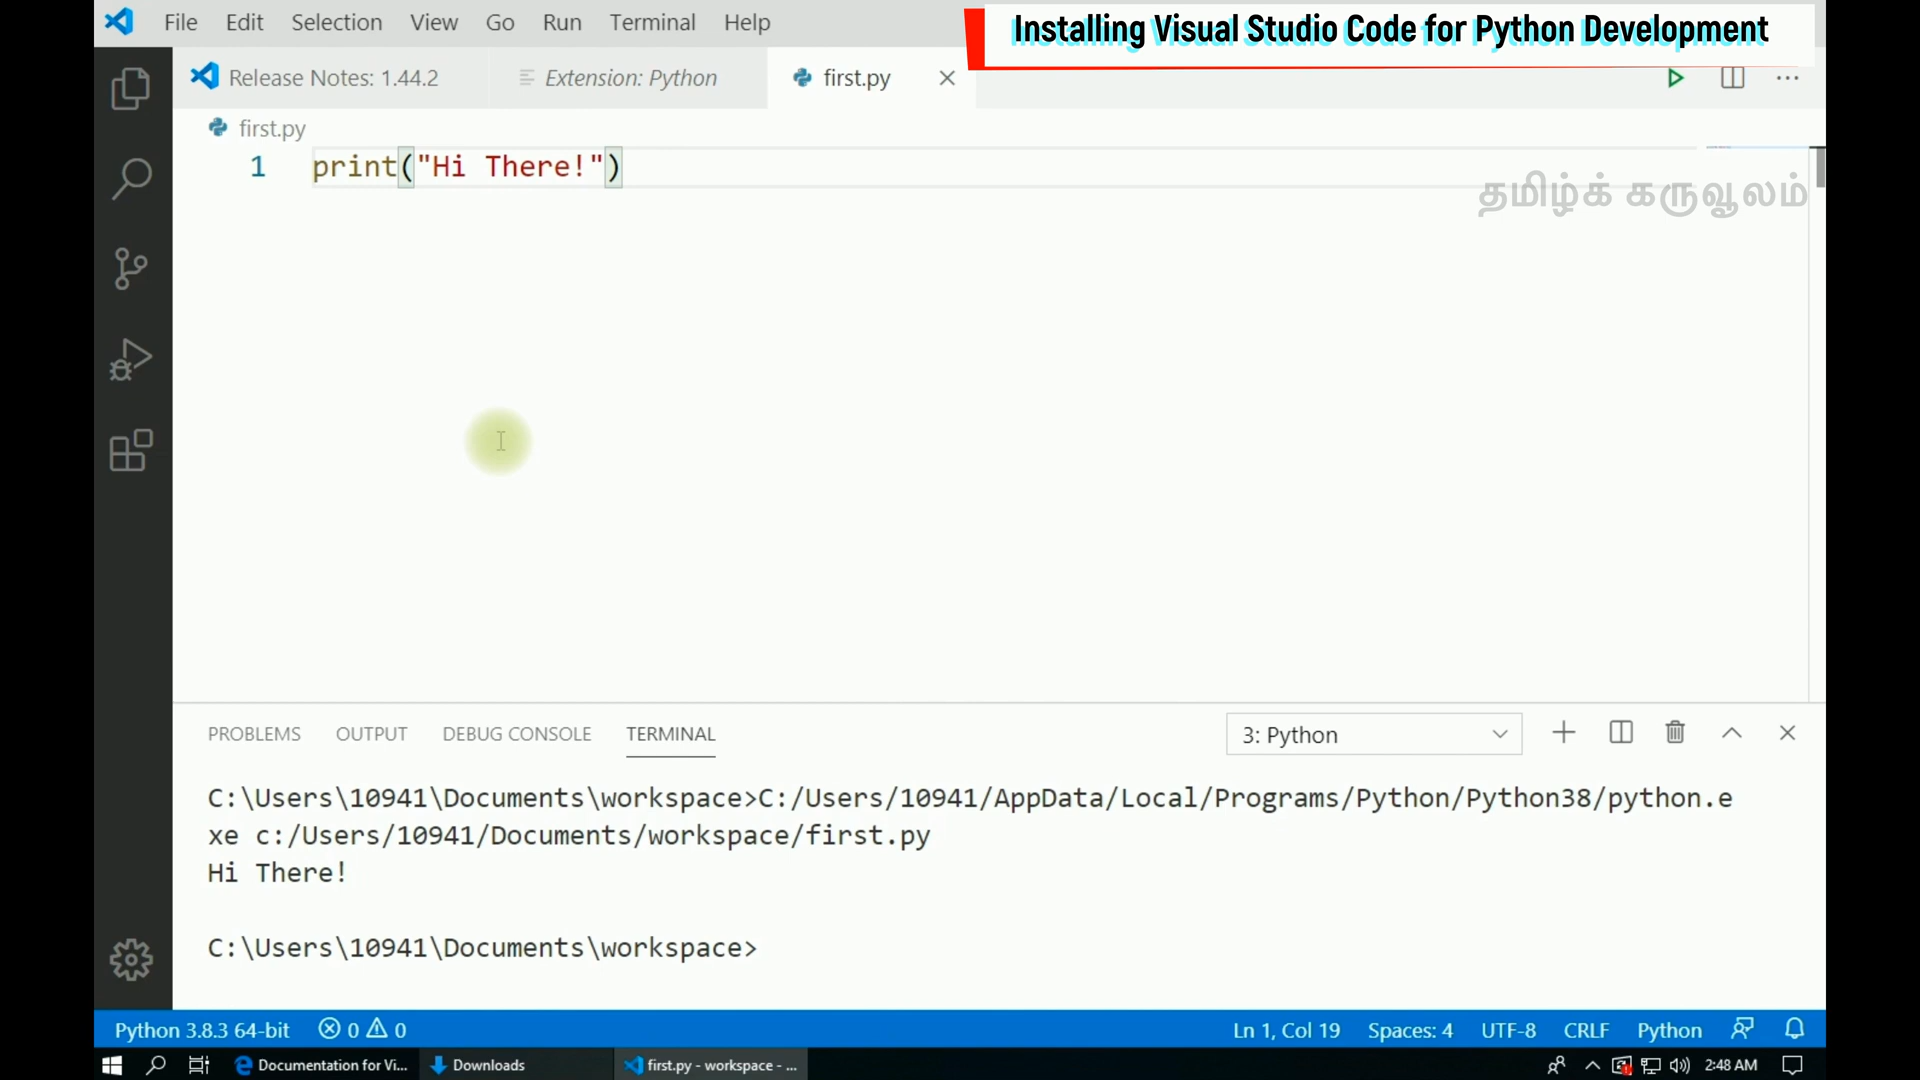 File Edit Selection View Go Run Terminal Help
Installing Visual Studio Code for Python Development
Release Notes: 1.44.2 Extension: Python first.py
first.py
1 print("Hi There!")
தமிழ்க் கருவூலம்
PROBLEMS OUTPUT DEBUG CONSOLE TERMINAL 3: Python
C:\Users\10941\Documents\workspace>C:/Users/10941/AppData/Local/Programs/Python/Python38/python.e
xe c:/Users/10941/Documents/workspace/first.py
Hi There!
C:\Users\10941\Documents\workspace>
Python 3.8.3 64-bit 0 0 Ln 1, Col 19 Spaces: 4 UTF-8 CRLF Python
Documentation for Vi... Downloads first.py - workspace - ... 2:48 AM